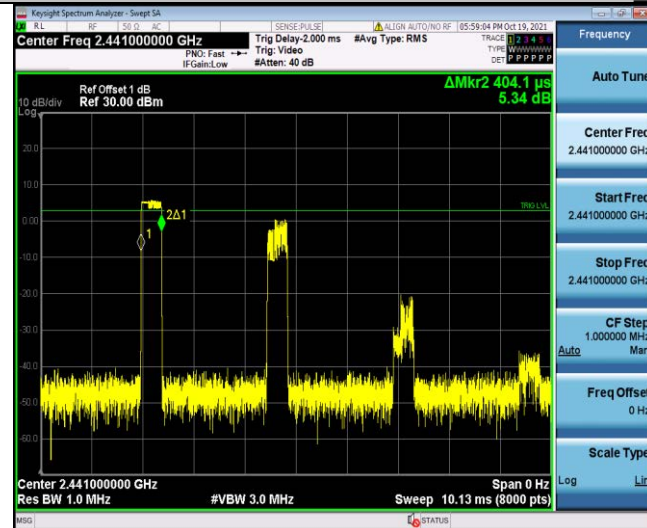 Keysight Spectrum Analyzer - Swept SA
RL RF 50 Ω AC SENSE:PULSE ALIGN AUTO/NO RF 05:59:04 PM Oct 19, 2021
Center Freq 2.441000000 GHz
PNO: Fast
IFGain:Low
Trig Delay-2.000 ms
Trig: Video
#Atten: 40 dB
#Avg Type: RMS
TRACE 1 2 3 4 5 6
TYPE WWWWWW
DET P P P P P P
Frequency
ΔMkr2 404.1 µs
5.34 dB
Ref Offset 1 dB
Ref 30.00 dBm
10 dB/div
Log
20.0
10.0
0.00
-10.0
-20.0
-30.0
-40.0
-50.0
-60.0
TRIG LVL
2Δ1
1
Auto Tune
Center Freq
2.441000000 GHz
Start Freq
2.441000000 GHz
Stop Freq
2.441000000 GHz
CF Step
1.000000 MHz
Auto Man
Freq Offset
0 Hz
Scale Type
Log Lin
Center 2.441000000 GHz
Span 0 Hz
Res BW 1.0 MHz
#VBW 3.0 MHz
Sweep 10.13 ms (8000 pts)
MSG
STATUS